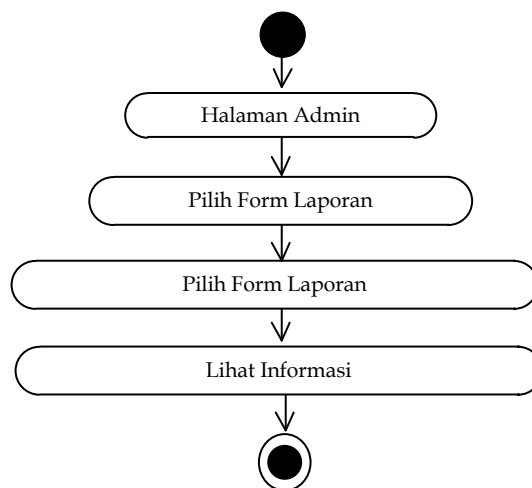 Halaman Admin
Pilih Form Laporan
Pilih Form Laporan
Lihat Informasi